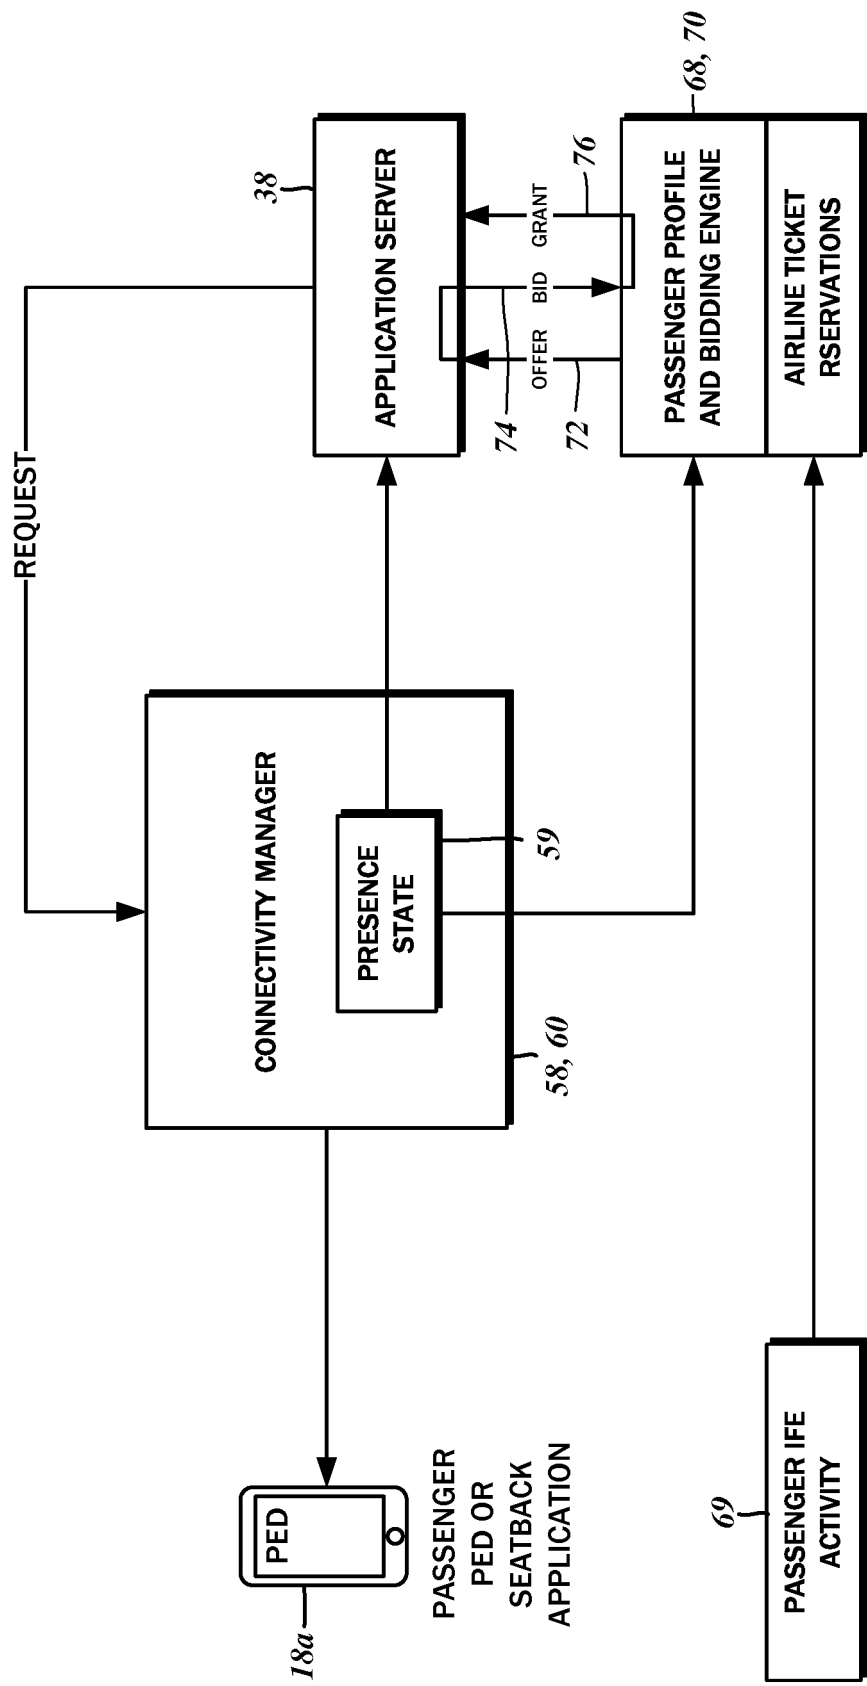 REQUEST
38
APPLICATION SERVER
OFFER
BID
GRANT
74
72
76
68, 70
PASSENGER PROFILE
AND BIDDING ENGINE
AIRLINE TICKET
RSERVATIONS
CONNECTIVITY MANAGER
PRESENCE
STATE
59
58, 60
PED
18a
PASSENGER
PED OR
SEATBACK
APPLICATION
69
PASSENGER IFE
ACTIVITY